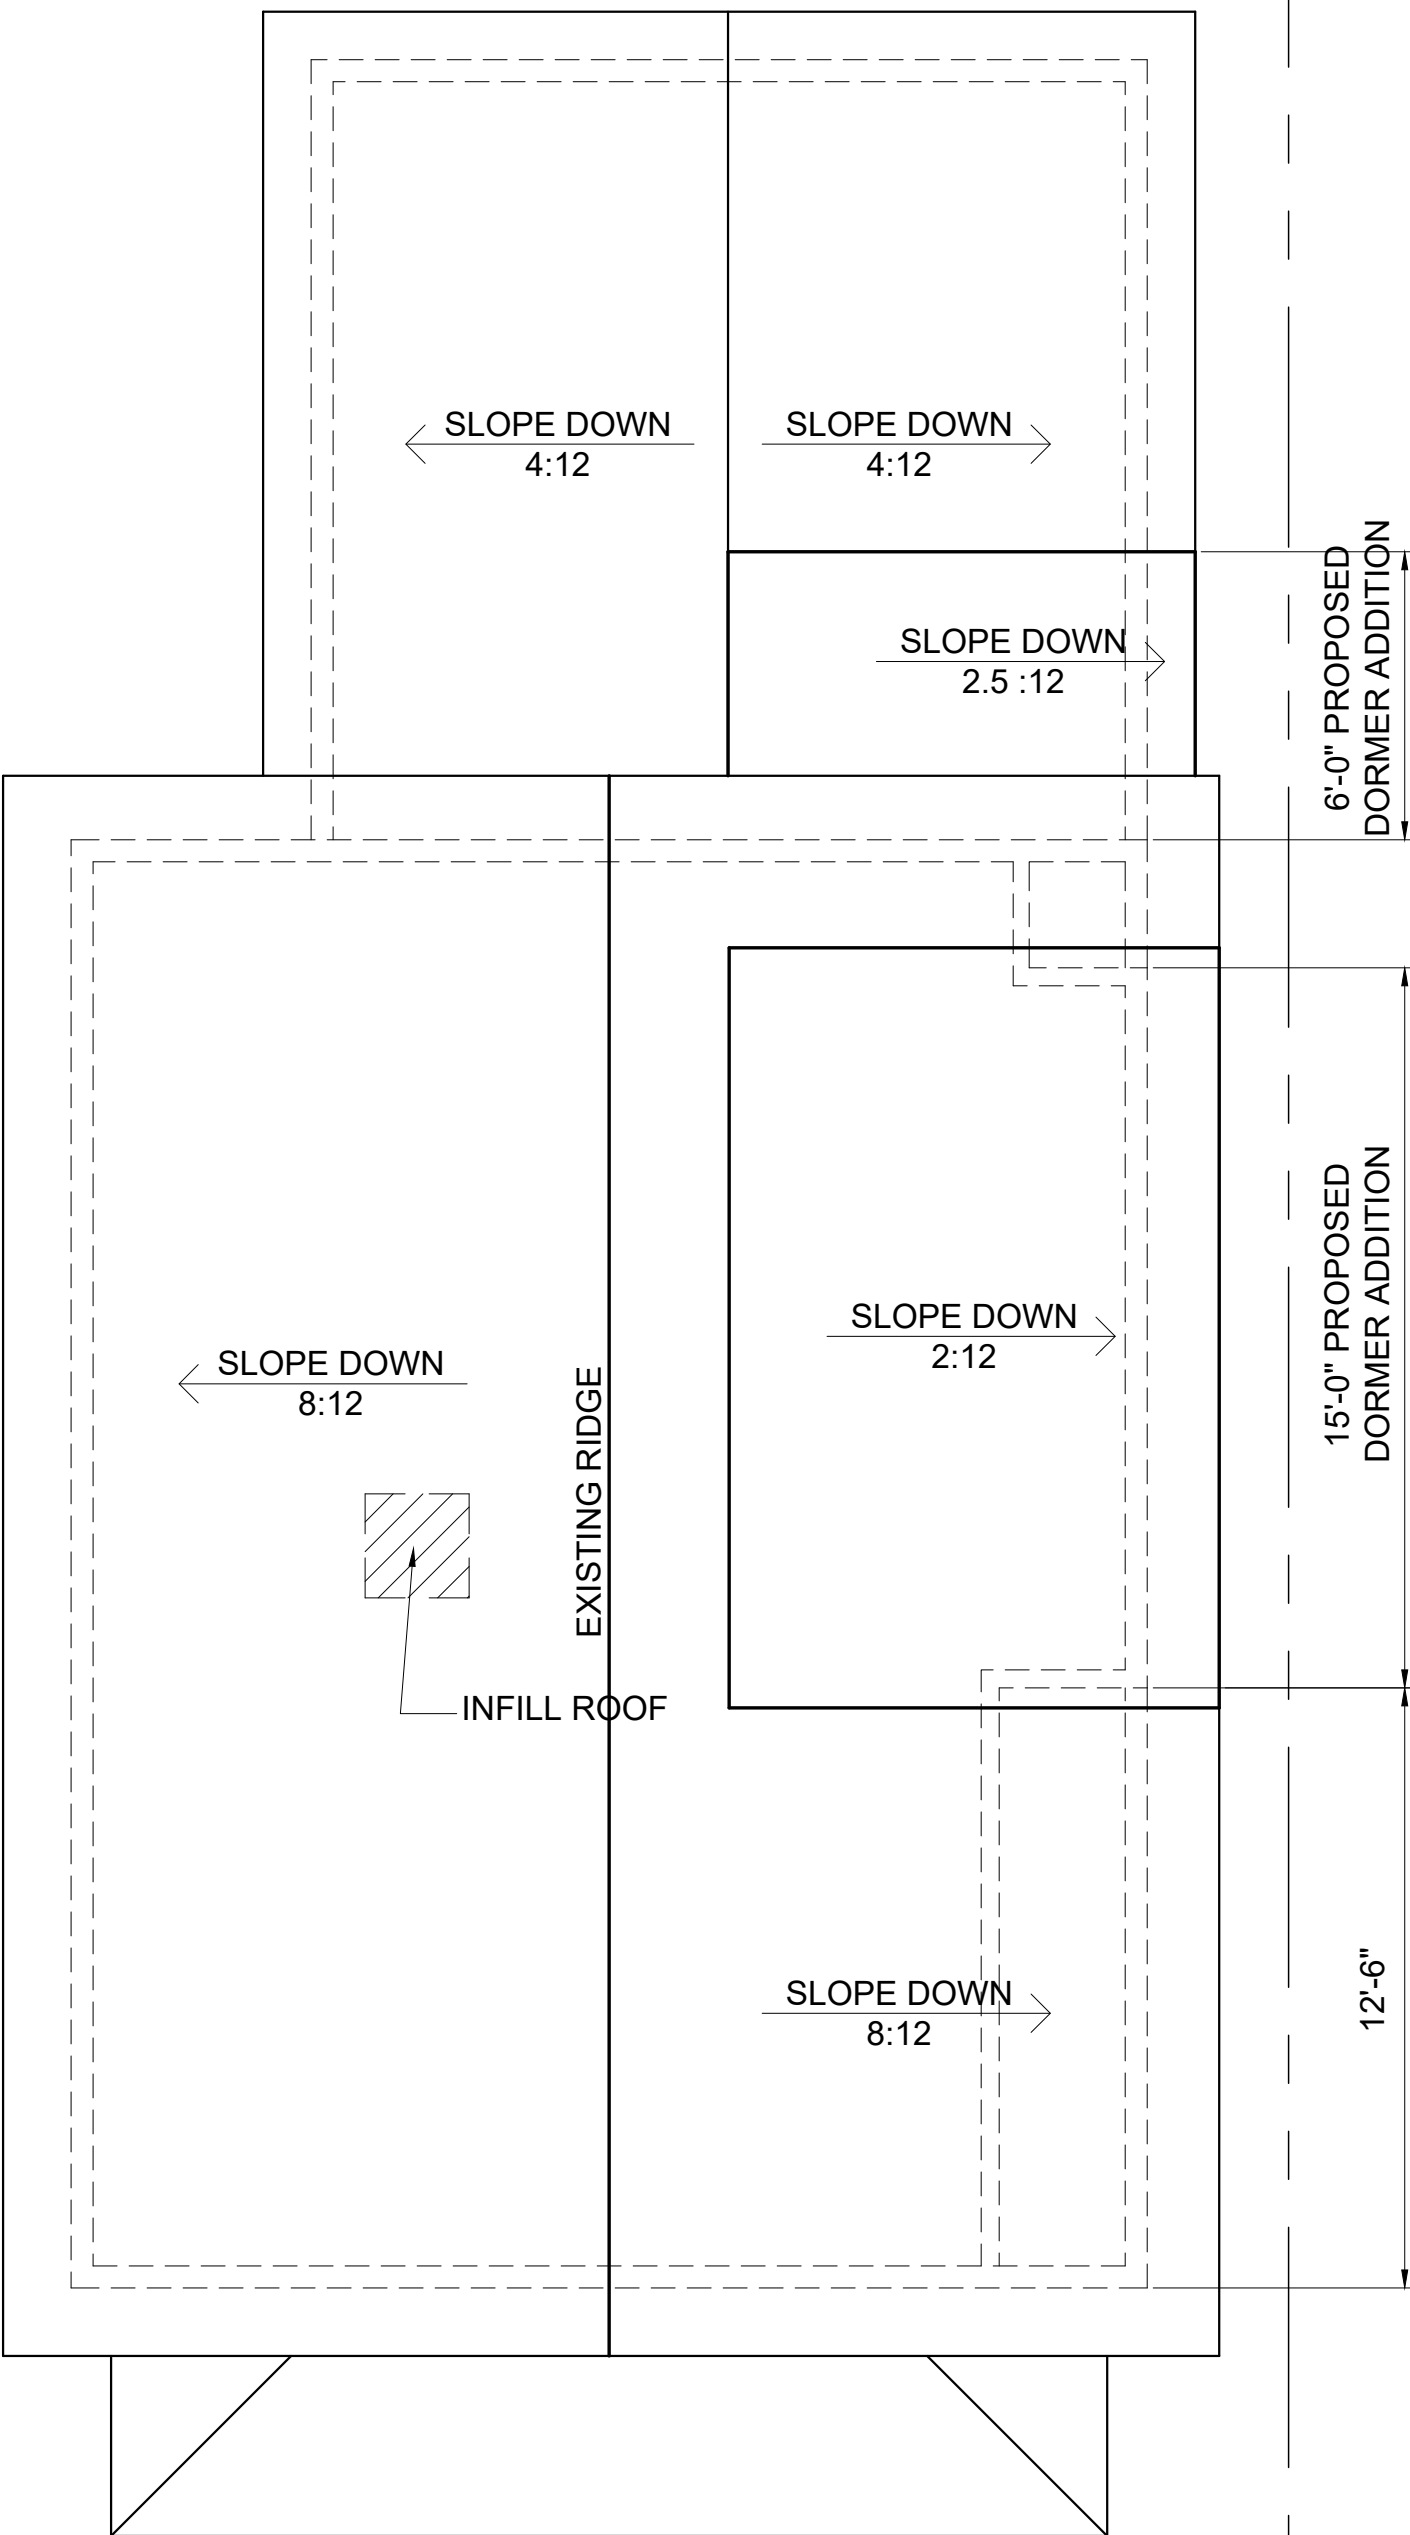 SLOPE DOWN
4:12
SLOPE DOWN
4:12
SLOPE DOWN
2.5 :12
6'-0" PROPOSED
DORMER ADDITION
15'-0" PROPOSED
DORMER ADDITION
SLOPE DOWN
2:12
SLOPE DOWN
8:12
EXISTING RIDGE
INFILL ROOF
SLOPE DOWN
8:12
12'-6"